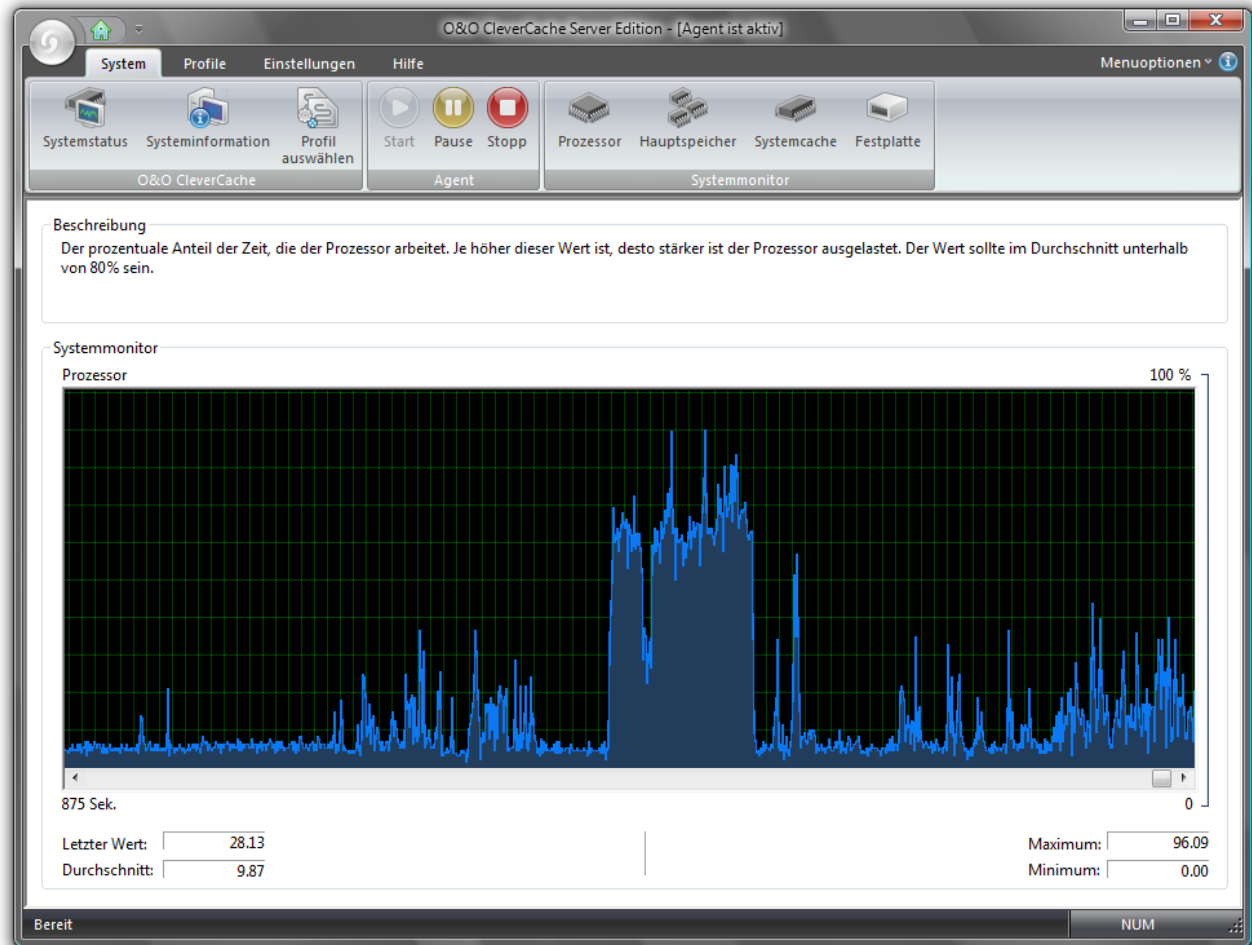 O&O CleverCache Server Edition - [Agent ist aktiv]
System Profile Einstellungen Hilfe Menuoptionen
Systemstatus Systeminformation Profil auswählen Start Pause Stopp Prozessor Hauptspeicher Systemcache Festplatte
O&O CleverCache Agent Systemmonitor
Beschreibung
Der prozentuale Anteil der Zeit, die der Prozessor arbeitet. Je höher dieser Wert ist, desto stärker ist der Prozessor ausgelastet. Der Wert sollte im Durchschnitt unterhalb
von 80% sein.
Systemmonitor
Prozessor 100 %
875 Sek. 0
Letzter Wert: 28.13 Maximum: 96.09
Durchschnitt: 9.87 Minimum: 0.00
Bereit NUM